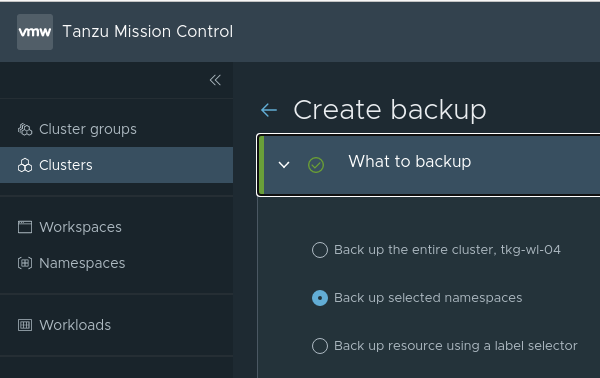 vmw Tanzu Mission Control
Create backup
Cluster groups
Clusters
What to backup
Workspaces
Namespaces
Workloads
Back up the entire cluster, tkg-wl-04
Back up selected namespaces
Back up resource using a label selector